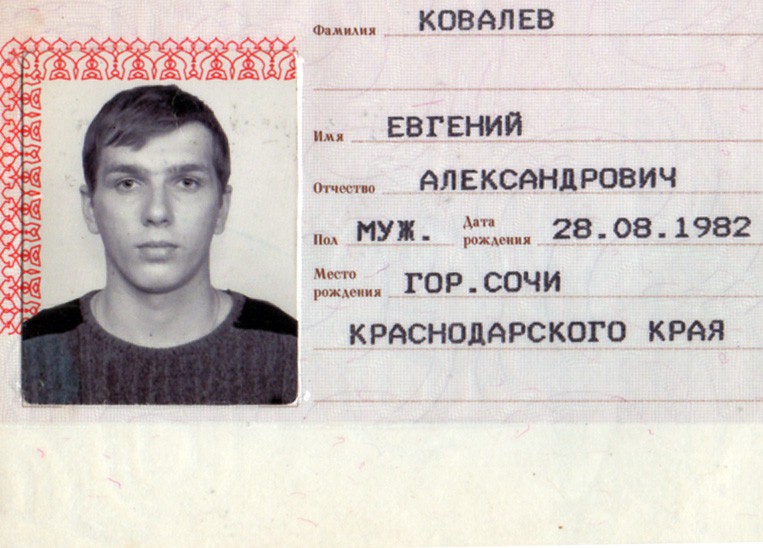 Фамилия КОВАЛЕВ
Имя ЕВГЕНИЙ
Отчество АЛЕКСАНДРОВИЧ
Пол МУЖ. Дата рождения 28.08.1982
Место рождения ГОР.СОЧИ
КРАСНОДАРСКОГО КРАЯ